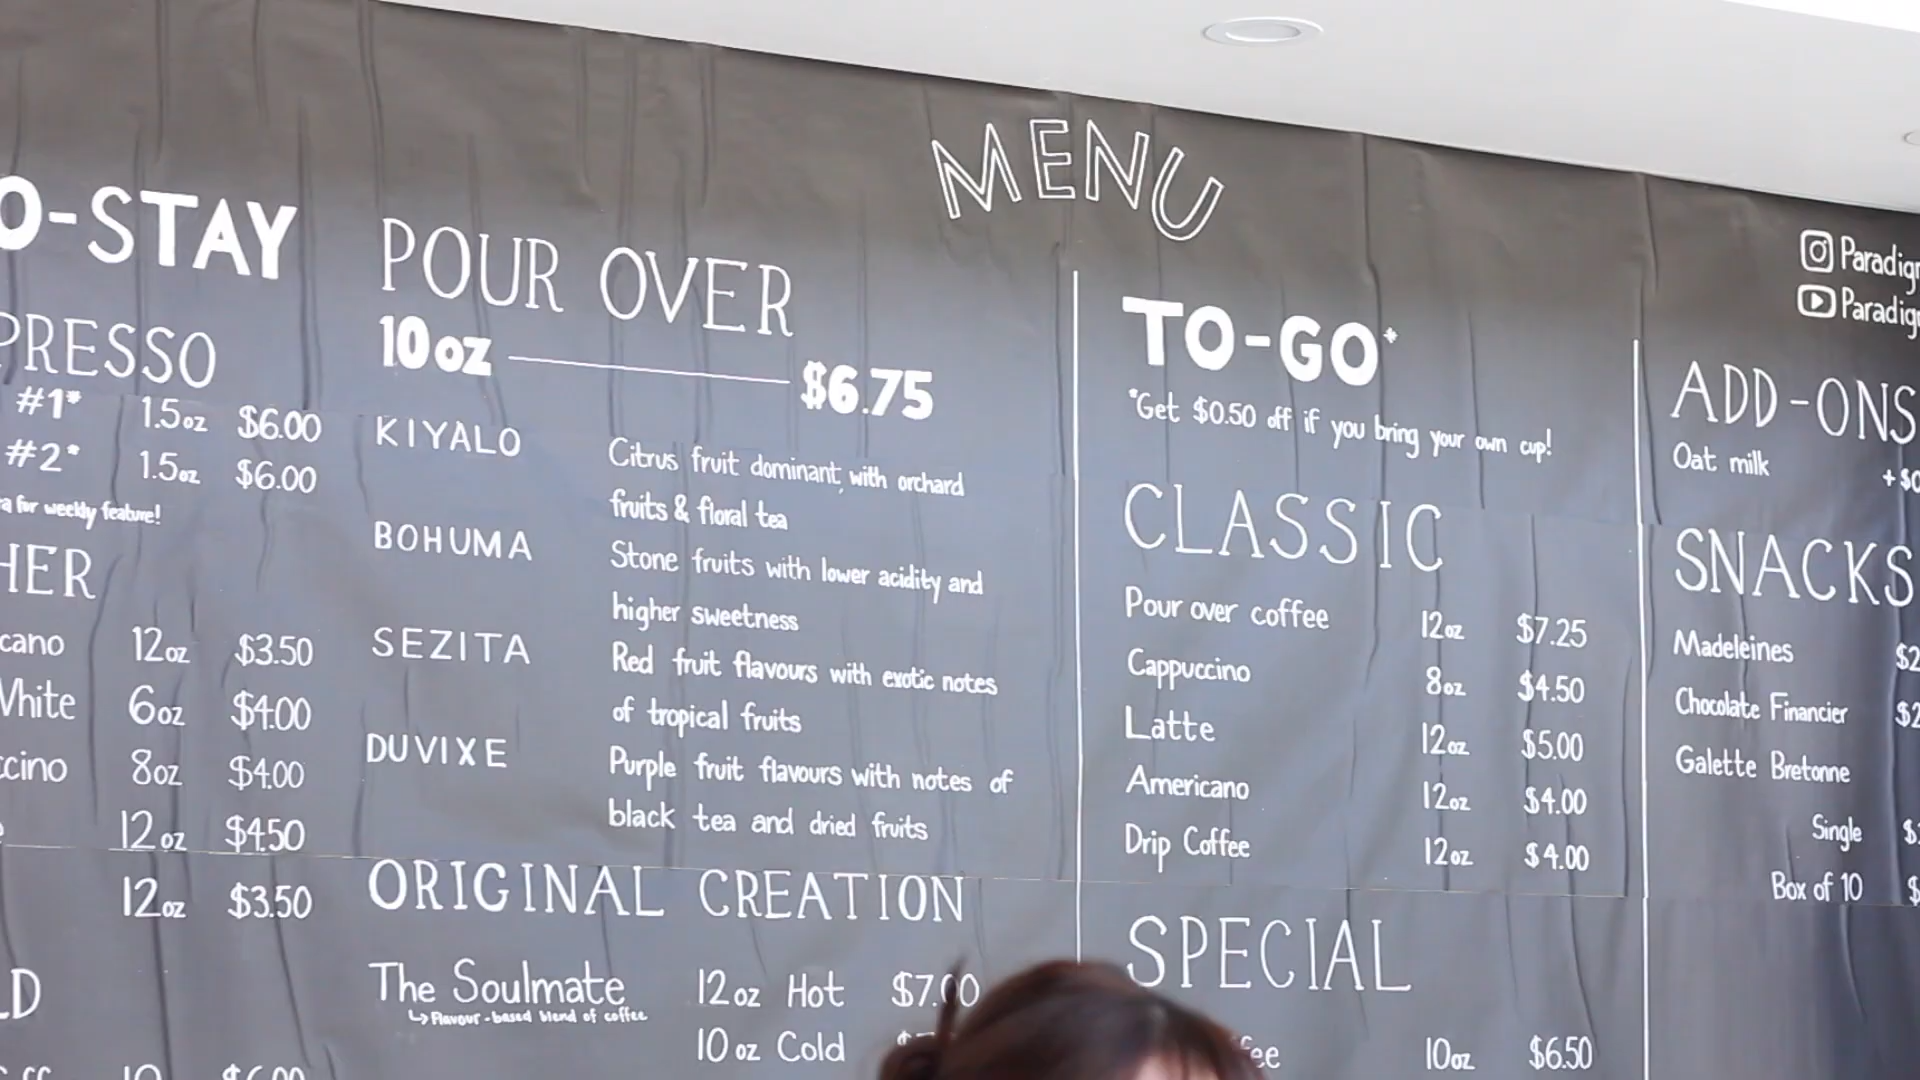 MENU
O-STAY
PRESSO
#1* 1.5oz $6.00
#2* 1.5oz $6.00
for weekly feature!
HER
cano 12oz $3.50
White 6oz $4.00
ccino 8oz $4.00
12oz $4.50
12oz $3.50
POUR OVER
10oz $6.75
KIYALO Citrus fruit dominant, with orchard
fruits & floral tea
BOHUMA Stone fruits with lower acidity and
higher sweetness
SEZITA Red fruit flavours with exotic notes
of tropical fruits
DUVIXE Purple fruit flavours with notes of
black tea and dried fruits
ORIGINAL CREATION
The Soulmate 12oz Hot $7.00
Flavour-based blend of coffee
10oz Cold
TO-GO*
*Get $0.50 off if you bring your own cup!
CLASSIC
Pour over coffee 12oz $7.25
Cappuccino 8oz $4.50
Latte 12oz $5.00
Americano 12oz $4.00
Drip Coffee 12oz $4.00
SPECIAL
fee 10oz $6.50
Paradig
Paradig
ADD-ONS
Oat milk +$0
SNACKS
Madeleines $2
Chocolate Financier $2
Galette Bretonne
Single $
Box of 10 $